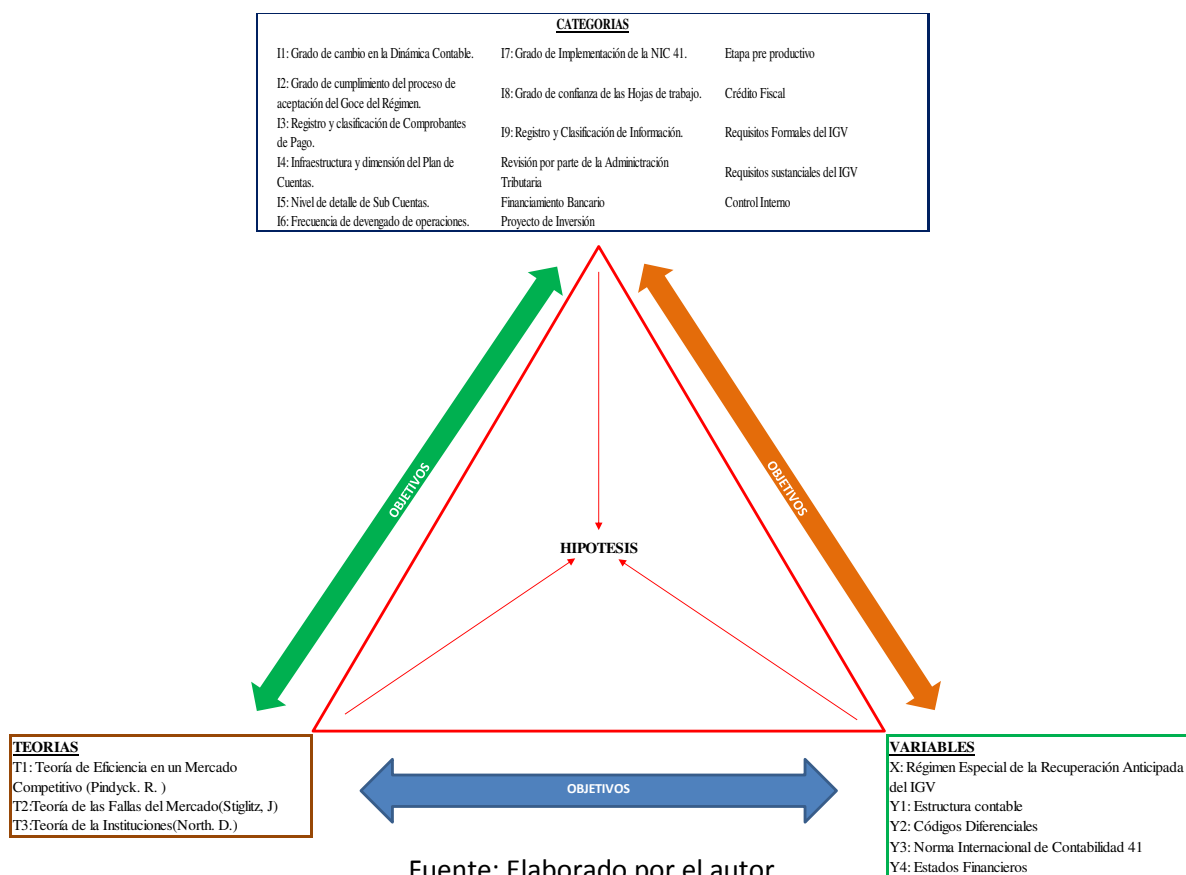 CATEGORIAS
I1: Grado de cambio en la Dinámica Contable.
I7: Grado de Implementación de la NIC 41.
Etapa pre productivo
I2: Grado de cumplimiento del proceso de
aceptación del Goce del Régimen.
I8: Grado de confianza de las Hojas de trabajo.
Crédito Fiscal
I3: Registro y clasificación de Comprobantes
de Pago.
I9: Registro y Clasificación de Información.
Requisitos Formales del IGV
I4: Infraestructura y dimensión del Plan de
Cuentas.
Revisión por parte de la Adminictración
Tributaria
Requisitos sustanciales del IGV
I5: Nivel de detalle de Sub Cuentas.
Financiamiento Bancario
Control Interno
I6: Frecuencia de devengado de operaciones.
Proyecto de Inversión
OBJETIVOS
OBJETIVOS
HIPOTESIS
TEORIAS
T1: Teoría de Eficiencia en un Mercado
Competitivo (Pindyck. R. )
T2:Teoría de las Fallas del Mercado(Stiglitz, J)
T3:Teoría de la Instituciones(North. D.)
OBJETIVOS
VARIABLES
X: Régimen Especial de la Recuperación Anticipada
del IGV
Y1: Estructura contable
Y2: Códigos Diferenciales
Y3: Norma Internacional de Contabilidad 41
Y4: Estados Financieros
Fuente: Elaborado por el autor